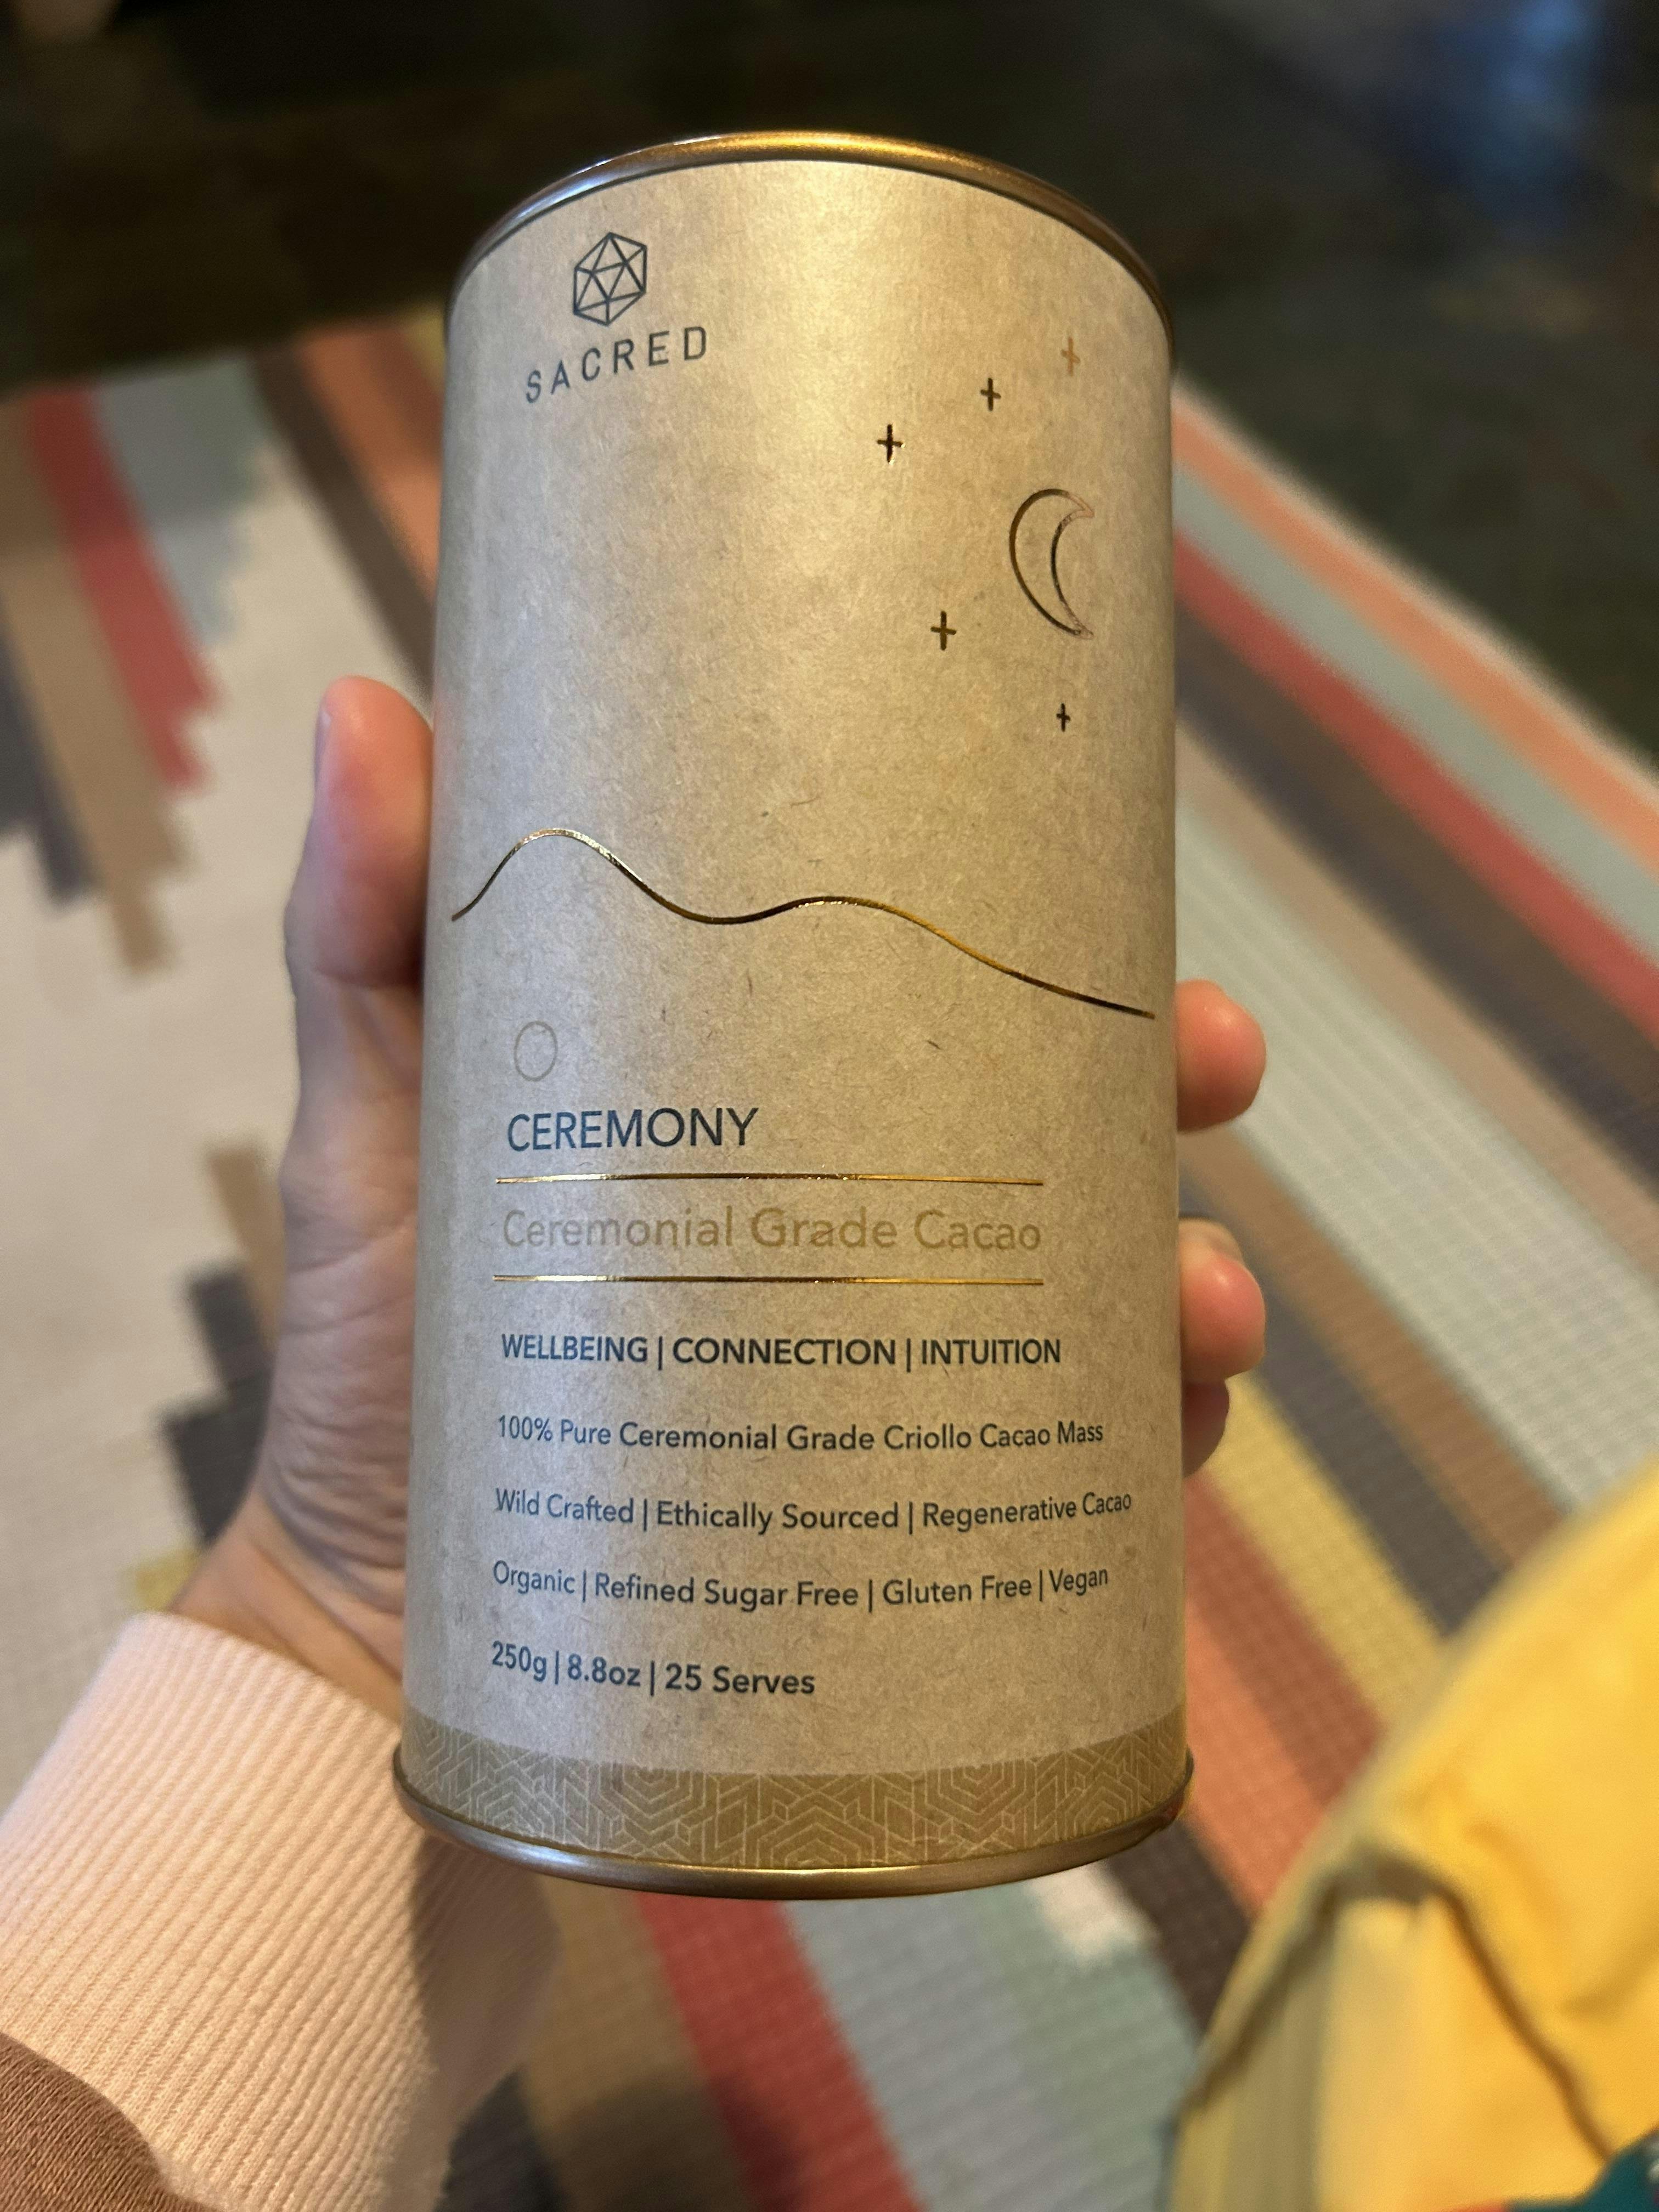 SACRED
CEREMONY
Ceremonial Grade Cacao
WELLBEING | CONNECTION | INTUITION
100% Pure Ceremonial Grade Criollo Cacao Mass
Wild Crafted | Ethically Sourced | Regenerative Cacao
Organic | Refined Sugar Free | Gluten Free | Vegan
250g | 8.8oz | 25 Serves